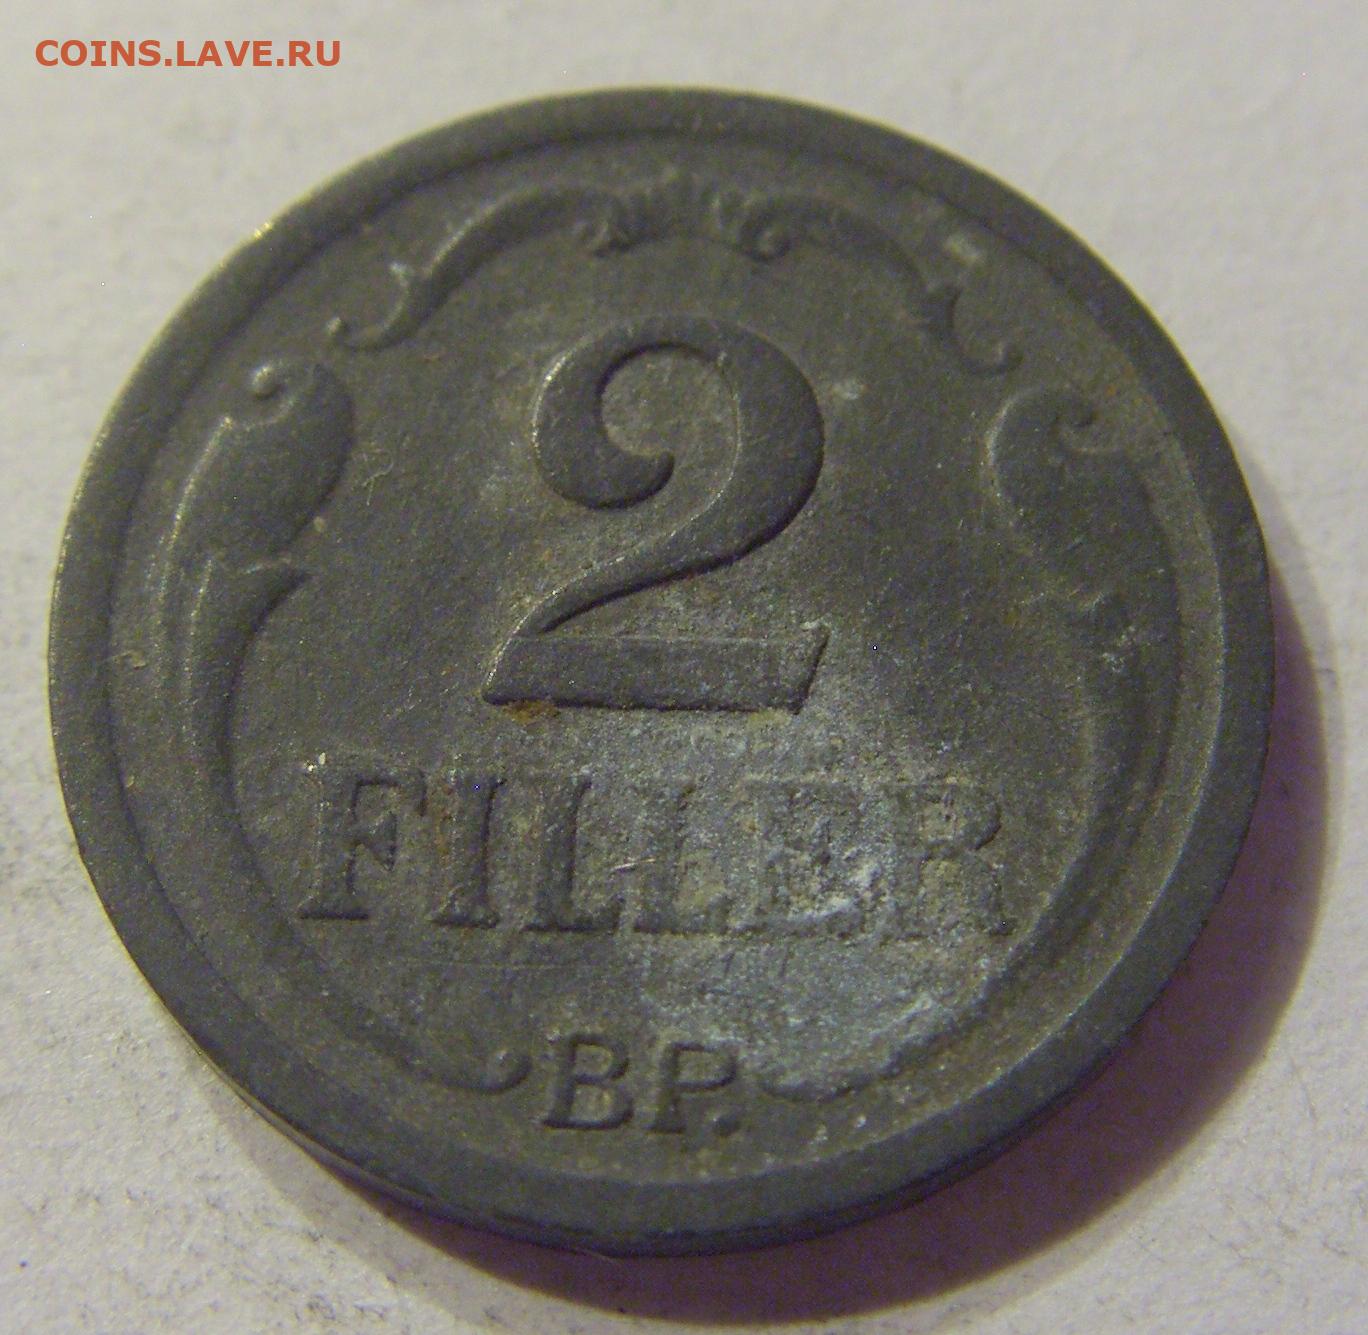 COINS.LAVE.RU
2
FILLER
BP.